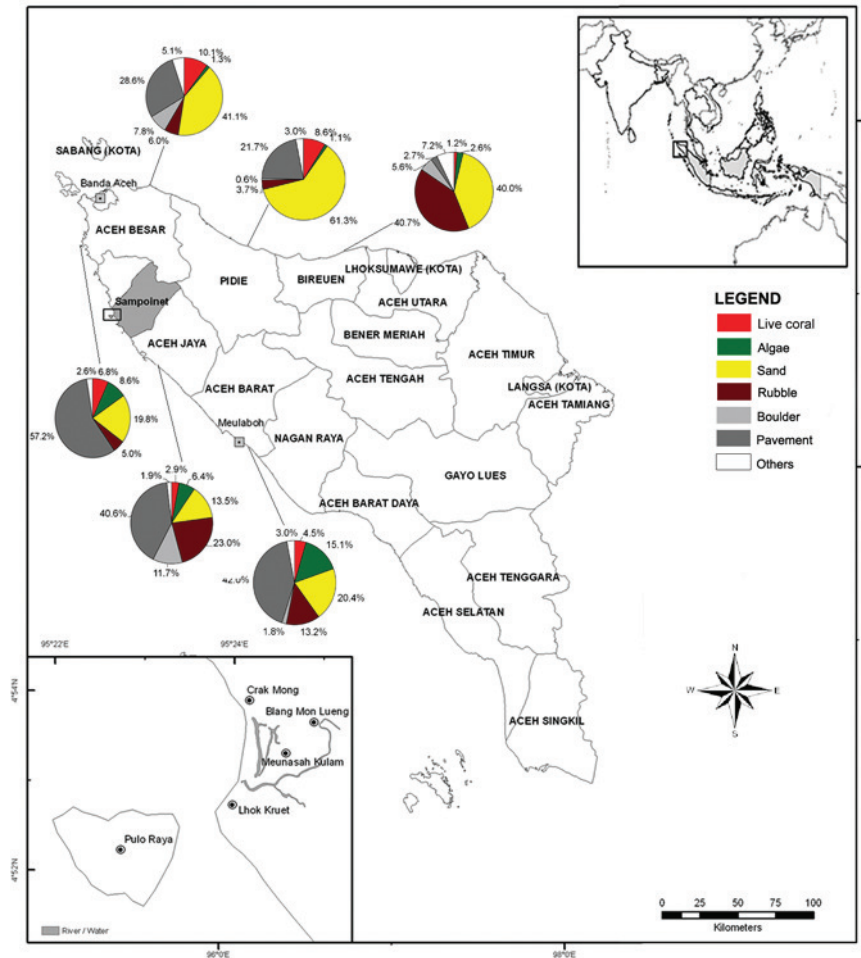 5.1%
10.1%
1.3%
28.6%
41.1%
7.8%
6.0%
SABANG (KOTA)
Banda Aceh
3.0%
8.6%
1.1%
21.7%
0.6%
3.7%
61.3%
7.2%
1.2%
2.6%
2.7%
5.6%
40.0%
40.7%
ACEH BESAR
PIDIE
BIREUEN
LHOKSUMAWE (KOTA)
ACEH UTARA
Sampoinet
BENER MERIAH
ACEH JAYA
ACEH TIMUR
ACEH TENGAH
LANGSA (KOTA)
ACEH BARAT
ACEH TAMIANG
Meulaboh
NAGAN RAYA
GAYO LUES
ACEH BARAT DAYA
ACEH TENGGARA
ACEH SELATAN
ACEH SINGKIL
LEGEND
Live coral
Algae
Sand
Rubble
Boulder
Pavement
Others
2.6%
6.8%
8.6%
19.8%
57.2%
5.0%
1.9%
2.9%
6.4%
40.6%
13.5%
23.0%
11.7%
3.0%
4.5%
15.1%
20.4%
1.8%
13.2%
95°22'E
95°24'E
4°54'N
4°52'N
Crak Mong
Blang Mon Lueng
Meunasah Kulam
Lhok Kruet
Pulo Raya
River / Water
N
W
E
S
0 25 50 75 100
Kilometers
96°0'E
98°0'E